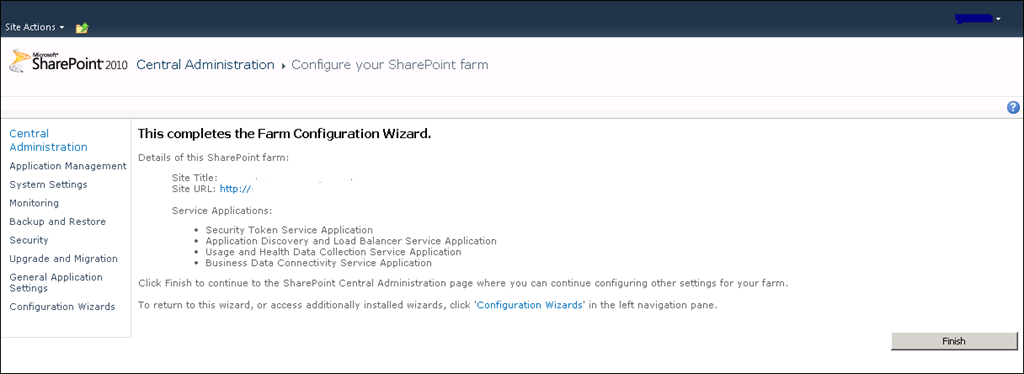 Site Actions
Microsoft
SharePoint 2010 Central Administration Configure your SharePoint farm
Central
Administration
Application Management
System Settings
Monitoring
Backup and Restore
Security
Upgrade and Migration
General Application
Settings
Configuration Wizards
This completes the Farm Configuration Wizard.
Details of this SharePoint farm:
Site Title:
Site URL: http://
Service Applications:
• Security Token Service Application
• Application Discovery and Load Balancer Service Application
• Usage and Health Data Collection Service Application
• Business Data Connectivity Service Application
Click Finish to continue to the SharePoint Central Administration page where you can continue configuring other settings for your farm.
To return to this wizard, or access additionally installed wizards, click 'Configuration Wizards' in the left navigation pane.
Finish